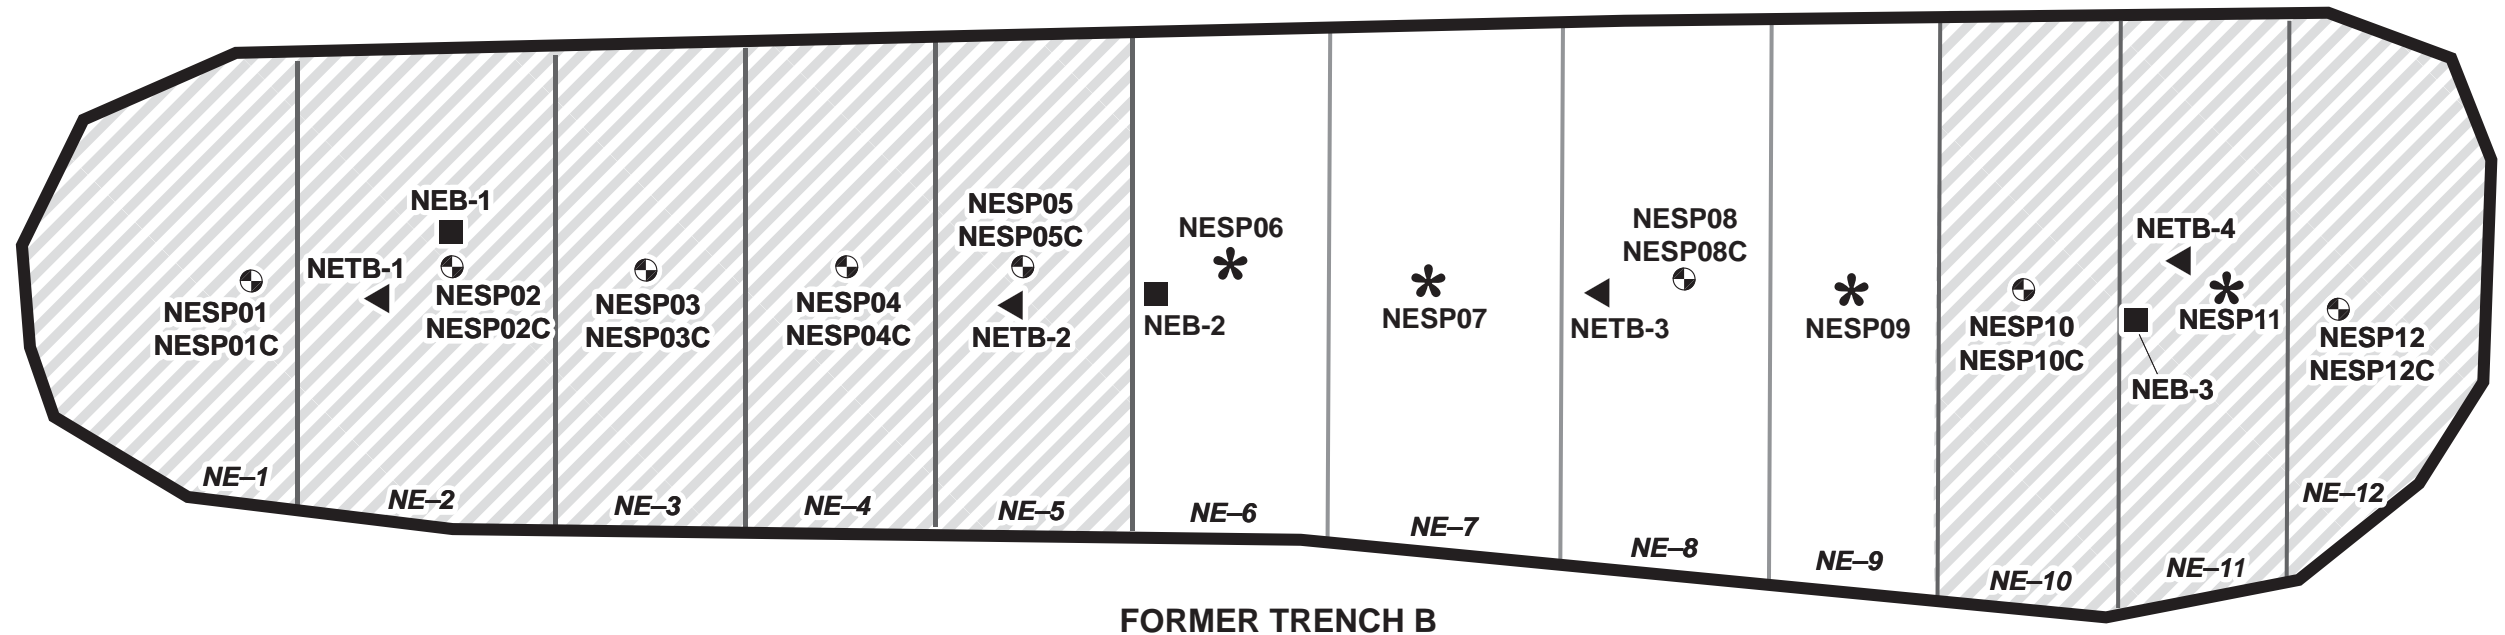 NESP01
NESP01C
NE–1
NEB-1
NETB-1
NESP02
NESP02C
NE–2
NESP03
NESP03C
NE–3
NESP04
NESP04C
NE–4
NESP05
NESP05C
NETB-2
NE–5
NESP06
NEB-2
NE–6
NESP07
NE–7
NESP08
NESP08C
NETB-3
NE–8
NESP09
NE–9
NESP10
NESP10C
NE–10
NETB-4
NESP11
NEB-3
NE–11
NESP12
NESP12C
NE–12
FORMER TRENCH B